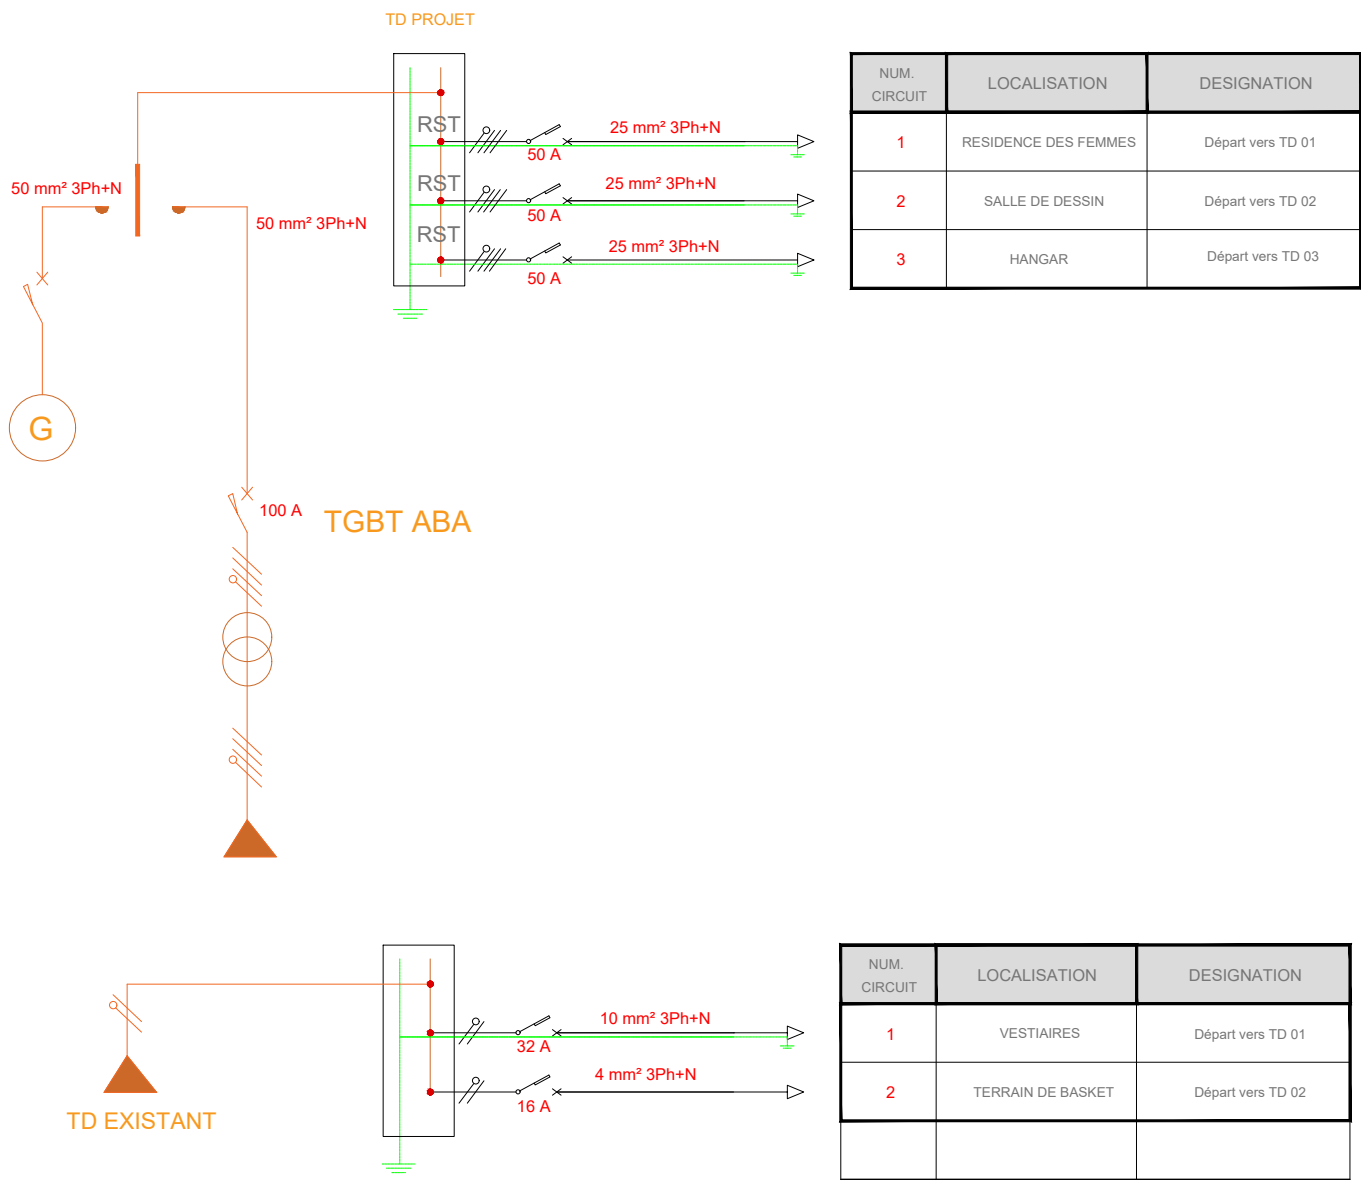 TD PROJET
RST
25 mm² 3Ph+N
50 A
RST
25 mm² 3Ph+N
50 A
RST
25 mm² 3Ph+N
50 A
NUM. CIRCUIT LOCALISATION DESIGNATION
1 RESIDENCE DES FEMMES Départ vers TD 01
2 SALLE DE DESSIN Départ vers TD 02
3 HANGAR Départ vers TD 03
50 mm² 3Ph+N
50 mm² 3Ph+N
G
100 A
TGBT ABA
TD EXISTANT
10 mm² 3Ph+N
32 A
4 mm² 3Ph+N
16 A
NUM. CIRCUIT LOCALISATION DESIGNATION
1 VESTIAIRES Départ vers TD 01
2 TERRAIN DE BASKET Départ vers TD 02